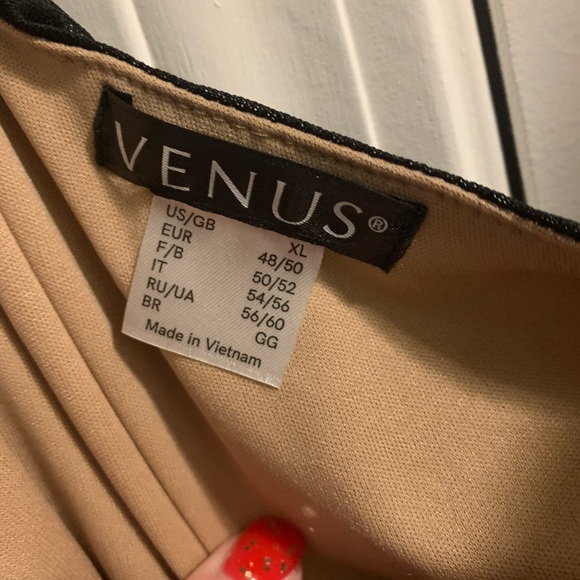 VENUS®
US/GB XL
EUR 48/50
F/B 50/52
IT 54/56
RU/UA 56/60
BR GG
Made in Vietnam